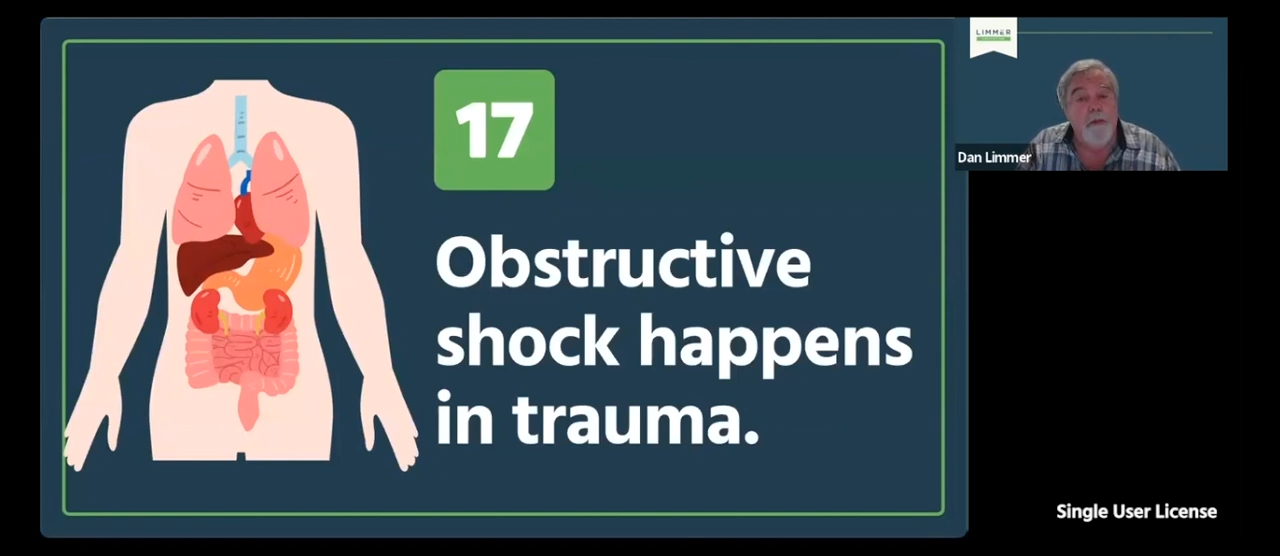 17
Obstructive
shock happens
in trauma.
LIMMER
Dan Limmer
Single User License